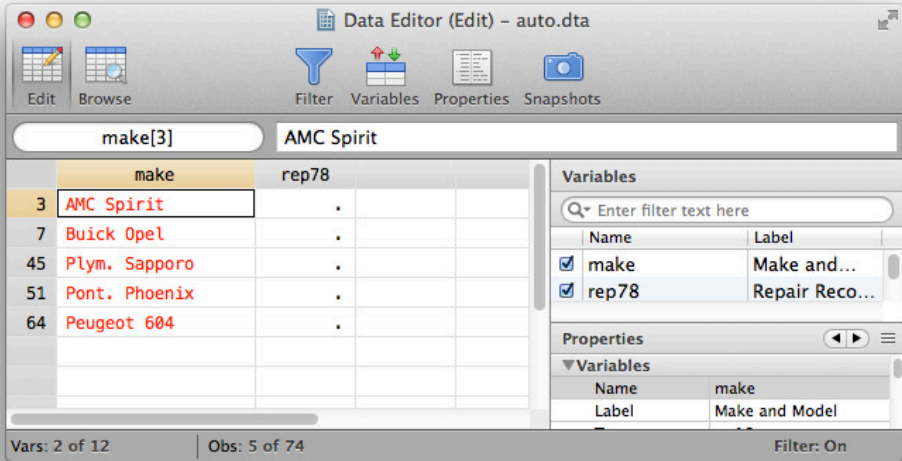 Data Editor (Edit) – auto.dta
Edit Browse Filter Variables Properties Snapshots
make[3] AMC Spirit
make rep78
3 AMC Spirit .
7 Buick Opel .
45 Plym. Sapporo .
51 Pont. Phoenix .
64 Peugeot 604 .
Variables
Enter filter text here
Name Label
make Make and...
rep78 Repair Reco...
Properties
Variables
Name make
Label Make and Model
Vars: 2 of 12 Obs: 5 of 74 Filter: On